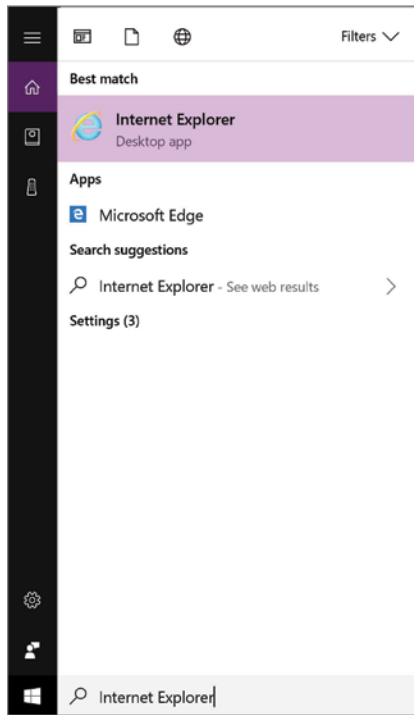 Filters
Best match
Internet Explorer
Desktop app
Apps
Microsoft Edge
Search suggestions
Internet Explorer - See web results
Settings (3)
Internet Explorer